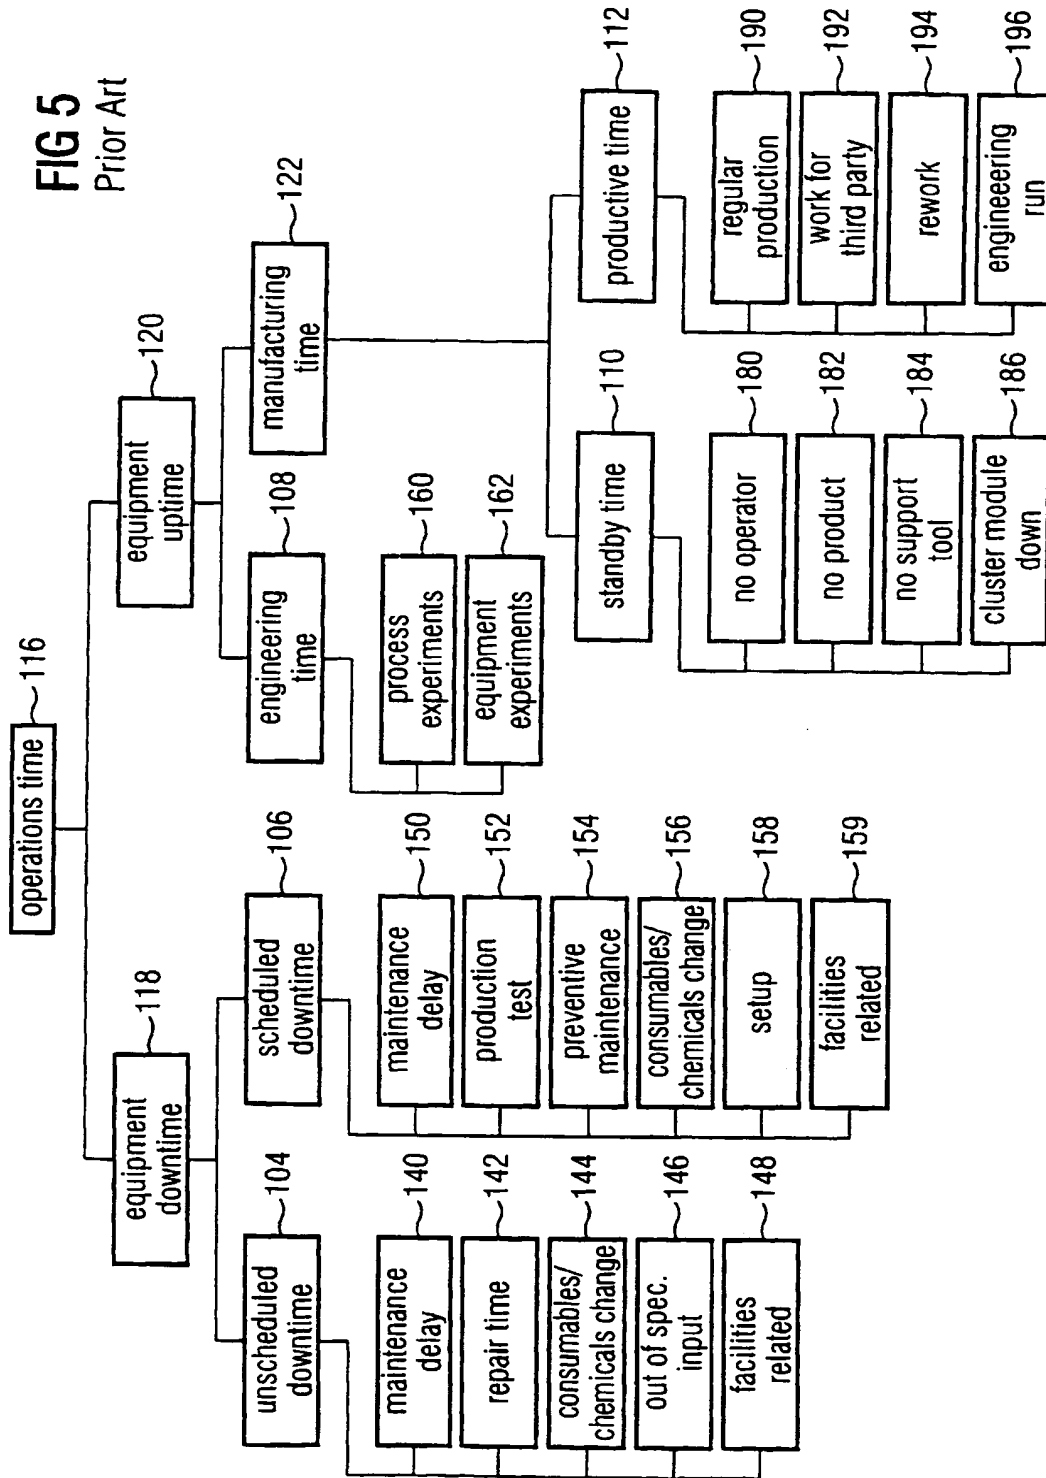 FIG 5
Prior Art
operations time
116
equipment
downtime
118
equipment
uptime
120
unscheduled
downtime
104
scheduled
downtime
106
engineering
time
108
manufacturing
time
122
maintenance
delay
140
repair time
142
consumables/
chemicals change
144
out of spec.
input
146
facilities
related
148
maintenance
delay
150
production
test
152
preventive
maintenance
154
consumables/
chemicals change
156
setup
158
facilities
related
159
process
experiments
160
equipment
experiments
162
standby time
110
productive time
112
no operator
180
no product
182
no support
tool
184
cluster module
down
186
regular
production
190
work for
third party
192
rework
194
engineeering
run
196